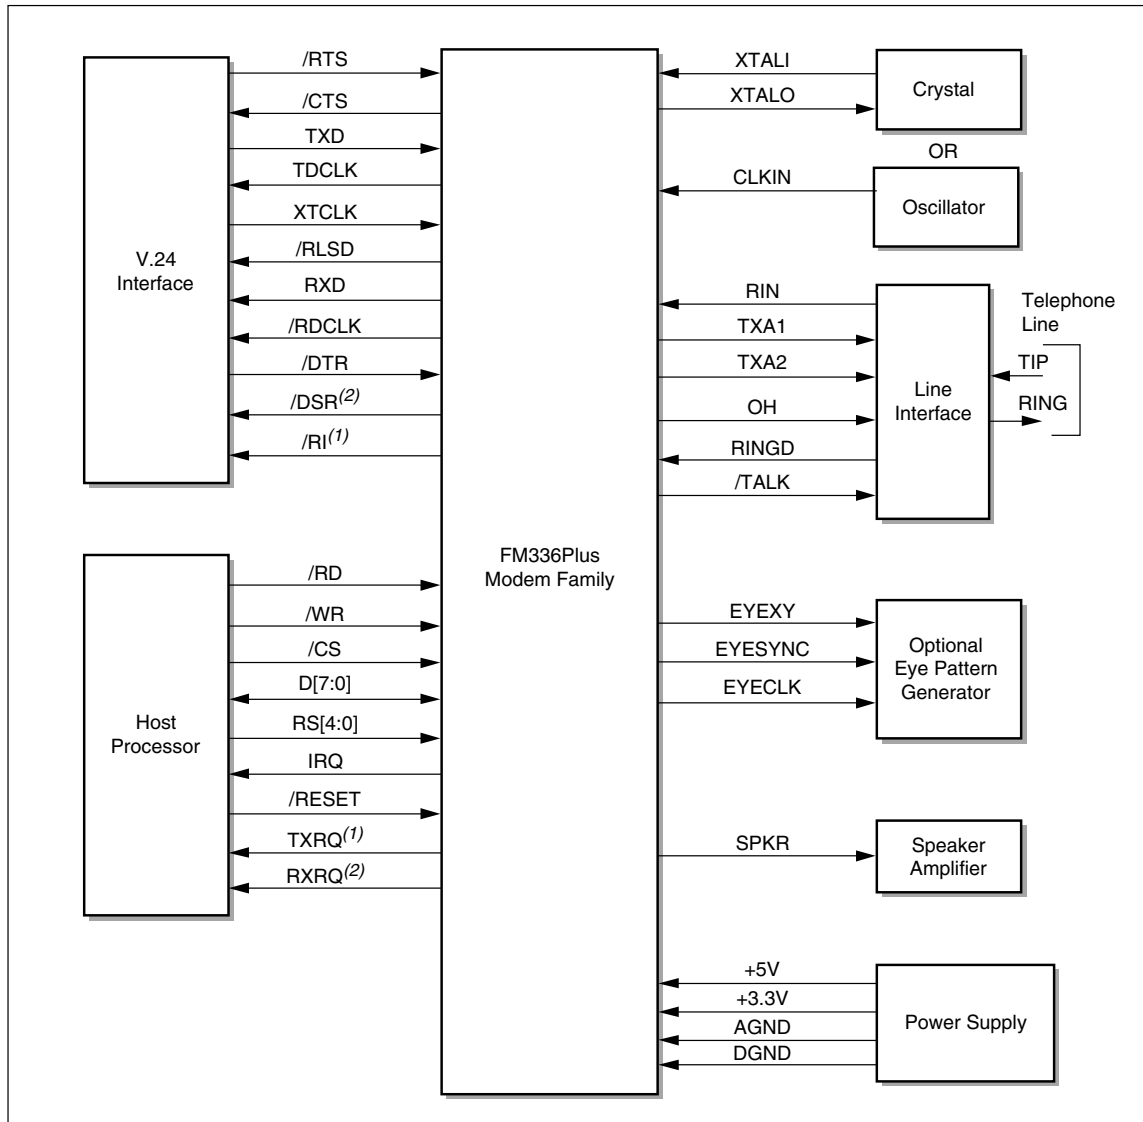 /RTS
/CTS
TXD
TDCLK
XTCLK
/RLSD
RXD
/RDCLK
/DTR
/DSR(2)
/RI(1)
V.24
Interface
/RD
/WR
/CS
D[7:0]
RS[4:0]
IRQ
/RESET
TXRQ(1)
RXRQ(2)
Host
Processor
FM336Plus
Modem Family
XTALI
XTALO
Crystal
OR
CLKIN
Oscillator
RIN
TXA1
TXA2
OH
RINGD
/TALK
Line
Interface
Telephone
Line
TIP
RING
EYEXY
EYESYNC
EYECLK
Optional
Eye Pattern
Generator
SPKR
Speaker
Amplifier
+5V
+3.3V
AGND
DGND
Power Supply